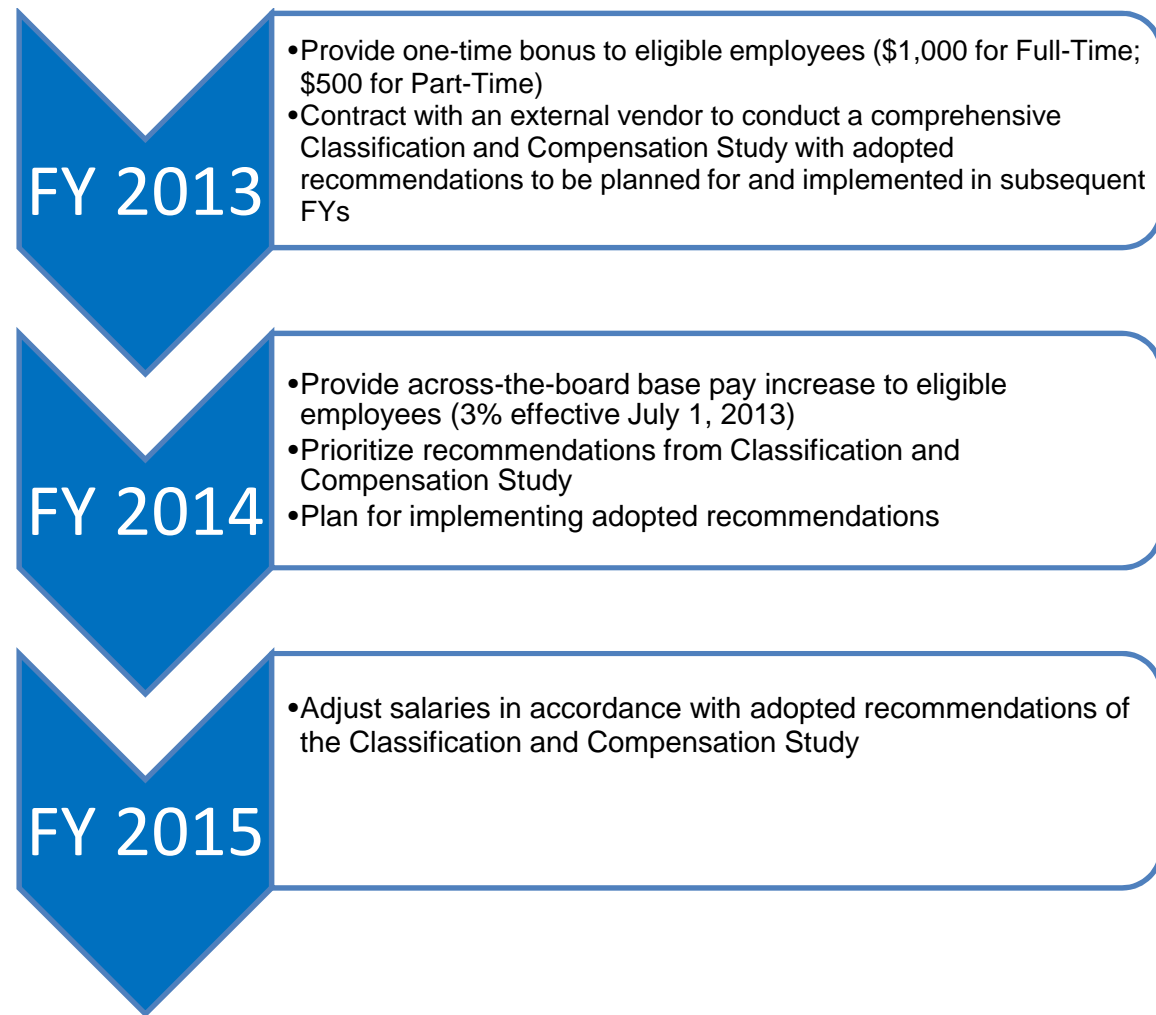 FY 2013
•Provide one-time bonus to eligible employees ($1,000 for Full-Time;
$500 for Part-Time)
•Contract with an external vendor to conduct a comprehensive
Classification and Compensation Study with adopted
recommendations to be planned for and implemented in subsequent
FYs
FY 2014
•Provide across-the-board base pay increase to eligible
employees (3% effective July 1, 2013)
•Prioritize recommendations from Classification and
Compensation Study
•Plan for implementing adopted recommendations
FY 2015
•Adjust salaries in accordance with adopted recommendations of
the Classification and Compensation Study